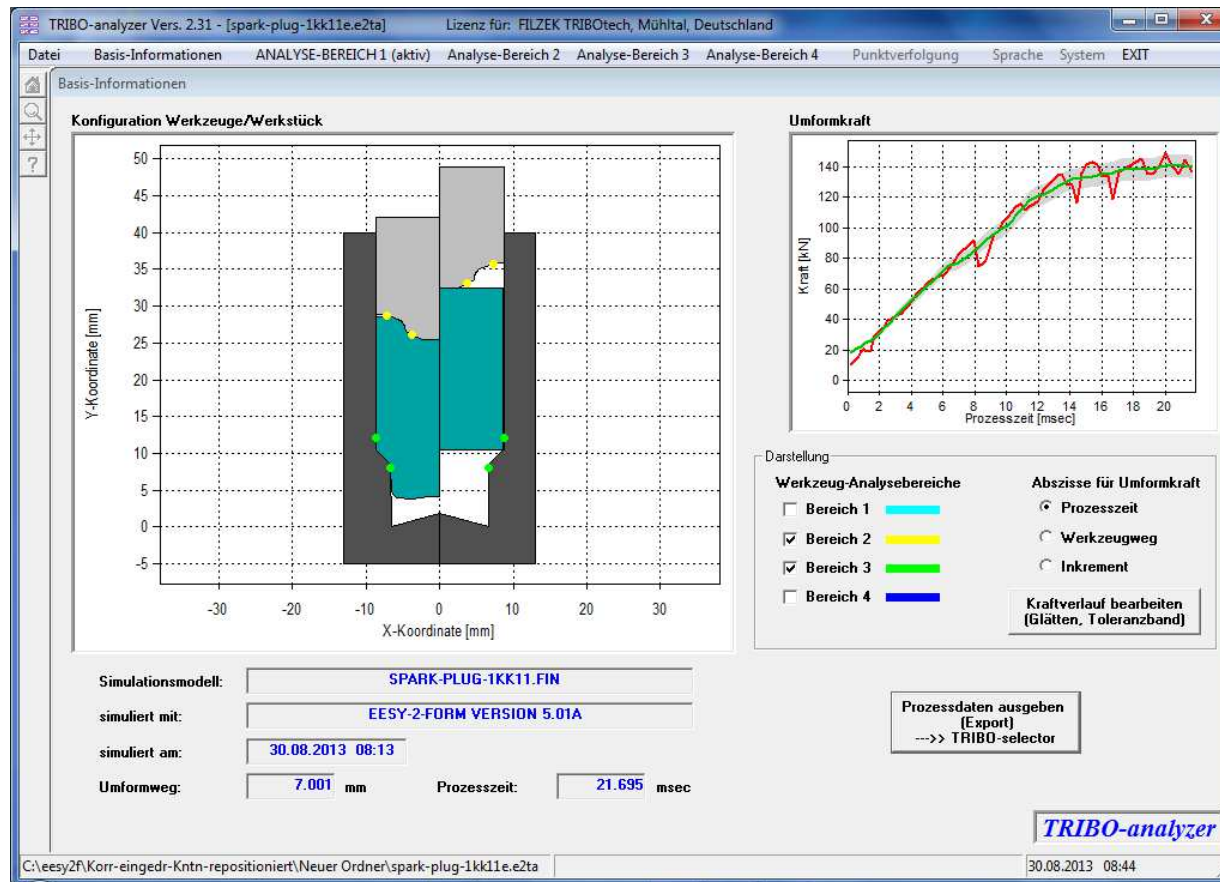 TRIBO-analyzer Vers. 2.31 - [spark-plug-1kk11e.e2ta] Lizenz für: FILZEK TRIBOtech, Mühltal, Deutschland
Datei Basis-Informationen ANALYSE-BEREICH 1 (aktiv) Analyse-Bereich 2 Analyse-Bereich 3 Analyse-Bereich 4 Punktverfolgung Sprache System EXIT
Basis-Informationen
?
Konfiguration Werkzeuge/Werkstück
50
45
40
35
30
25
20
15
10
5
0
-5
Y-Koordinate [mm]
-30 -20 -10 0 10 20 30
X-Koordinate [mm]
Umformkraft
140
120
100
80
60
40
20
0
Kraft [kN]
0 2 4 6 8 10 12 14 16 18 20
Prozesszeit [msec]
Darstellung
Werkzeug-Analysebereiche
Bereich 1
Bereich 2
Bereich 3
Bereich 4
Abszisse für Umformkraft
Prozesszeit
Werkzeugweg
Inkrement
Kraftverlauf bearbeiten
(Glätten, Toleranzband)
Simulationsmodell: SPARK-PLUG-1KK11.FIN
simuliert mit: EESY-2-FORM VERSION 5.01A
simuliert am: 30.08.2013 08:13
Umformweg: 7.001 mm Prozesszeit: 21.695 msec
Prozessdaten ausgeben
(Export)
--->> TRIBO-selector
TRIBO-analyzer
C:\eesy2f\Korr-eingedr-Kntn-repositioniert\Neuer Ordner\spark-plug-1kk11e.e2ta 30.08.2013 08:44